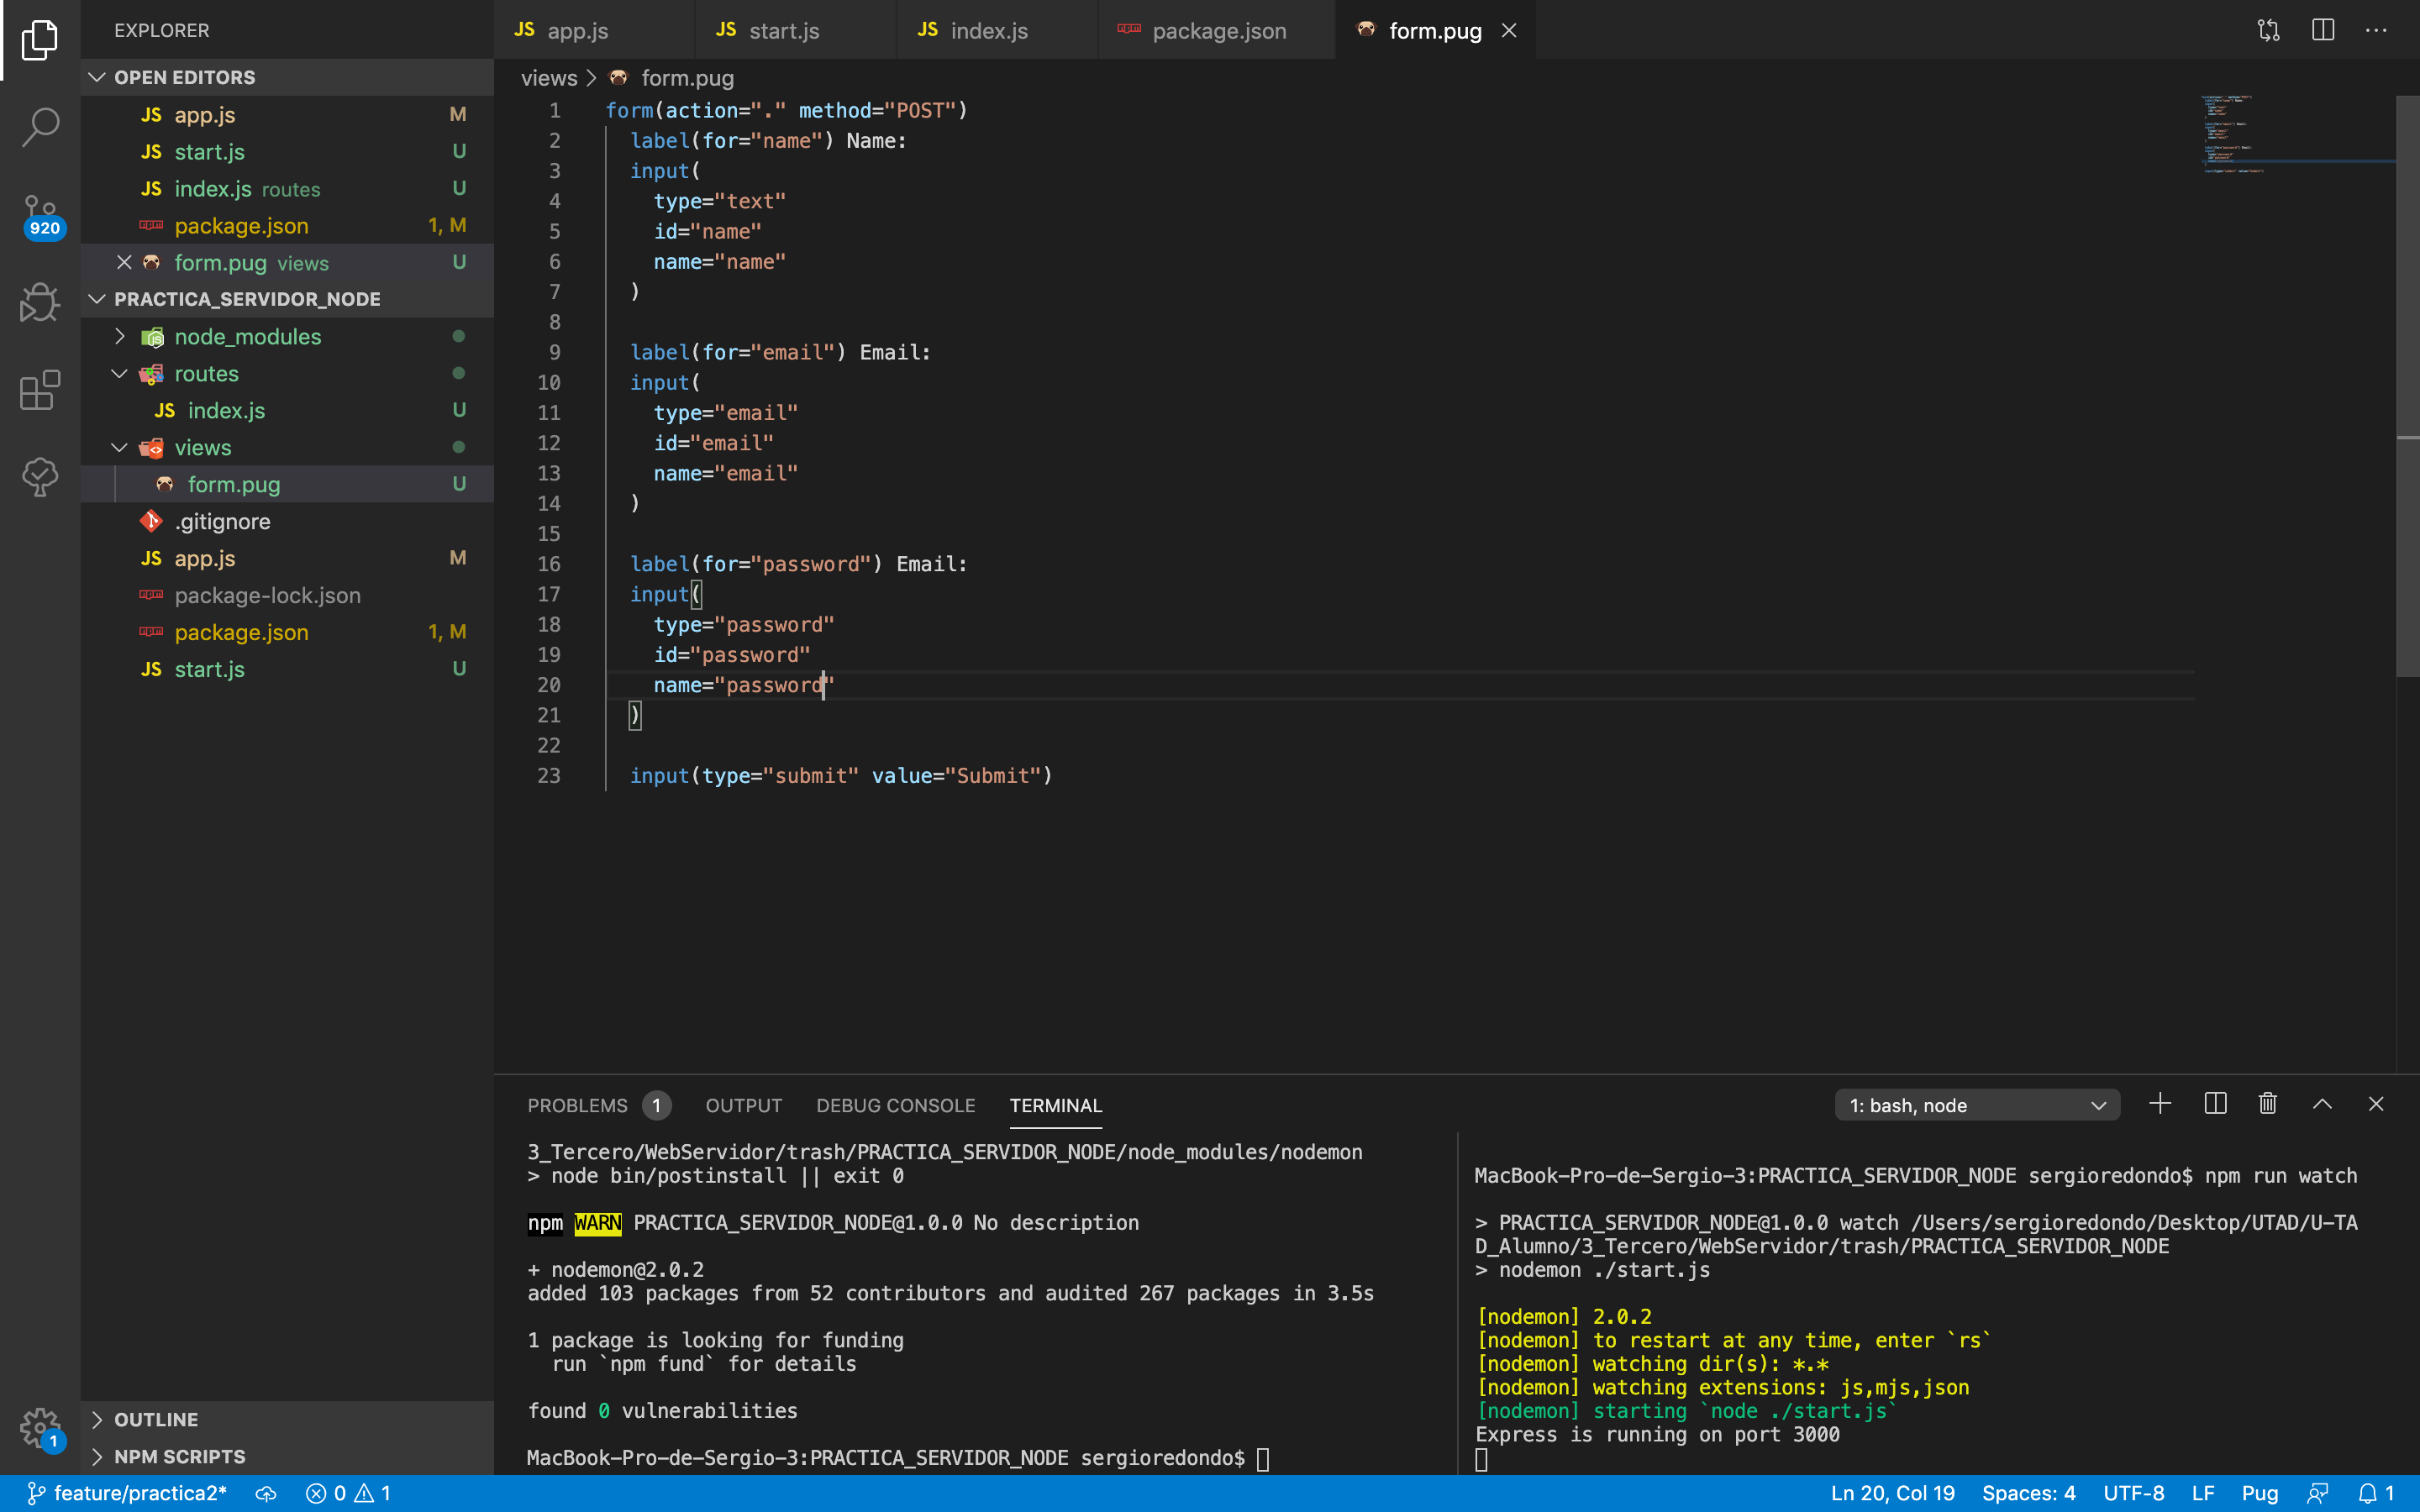 EXPLORER
OPEN EDITORS
JS app.js M
JS start.js U
JS index.js routes U
package.json 1, M
form.pug views U
PRACTICA_SERVIDOR_NODE
node_modules
routes
JS index.js U
views
form.pug U
.gitignore
JS app.js M
package-lock.json
package.json 1, M
JS start.js U
OUTLINE
NPM SCRIPTS
920
1
JS app.js
JS start.js
JS index.js
package.json
form.pug
views > form.pug
1 form(action="." method="POST")
2 label(for="name") Name:
3 input(
4 type="text"
5 id="name"
6 name="name"
7 )
8
9 label(for="email") Email:
10 input(
11 type="email"
12 id="email"
13 name="email"
14 )
15
16 label(for="password") Email:
17 input(
18 type="password"
19 id="password"
20 name="password"
21 )
22
23 input(type="submit" value="Submit")
PROBLEMS 1 OUTPUT DEBUG CONSOLE TERMINAL
1: bash, node
3_Tercero/WebServidor/trash/PRACTICA_SERVIDOR_NODE/node_modules/nodemon
> node bin/postinstall || exit 0
npm WARN PRACTICA_SERVIDOR_NODE@1.0.0 No description
+ nodemon@2.0.2
added 103 packages from 52 contributors and audited 267 packages in 3.5s
1 package is looking for funding
run `npm fund` for details
found 0 vulnerabilities
MacBook-Pro-de-Sergio-3:PRACTICA_SERVIDOR_NODE sergioredondo$
MacBook-Pro-de-Sergio-3:PRACTICA_SERVIDOR_NODE sergioredondo$ npm run watch
> PRACTICA_SERVIDOR_NODE@1.0.0 watch /Users/sergioredondo/Desktop/UTAD/U-TA
D_Alumno/3_Tercero/WebServidor/trash/PRACTICA_SERVIDOR_NODE
> nodemon ./start.js
[nodemon] 2.0.2
[nodemon] to restart at any time, enter `rs`
[nodemon] watching dir(s): *.*
[nodemon] watching extensions: js,mjs,json
[nodemon] starting `node ./start.js`
Express is running on port 3000
feature/practica2* 0 1
Ln 20, Col 19 Spaces: 4 UTF-8 LF Pug 1